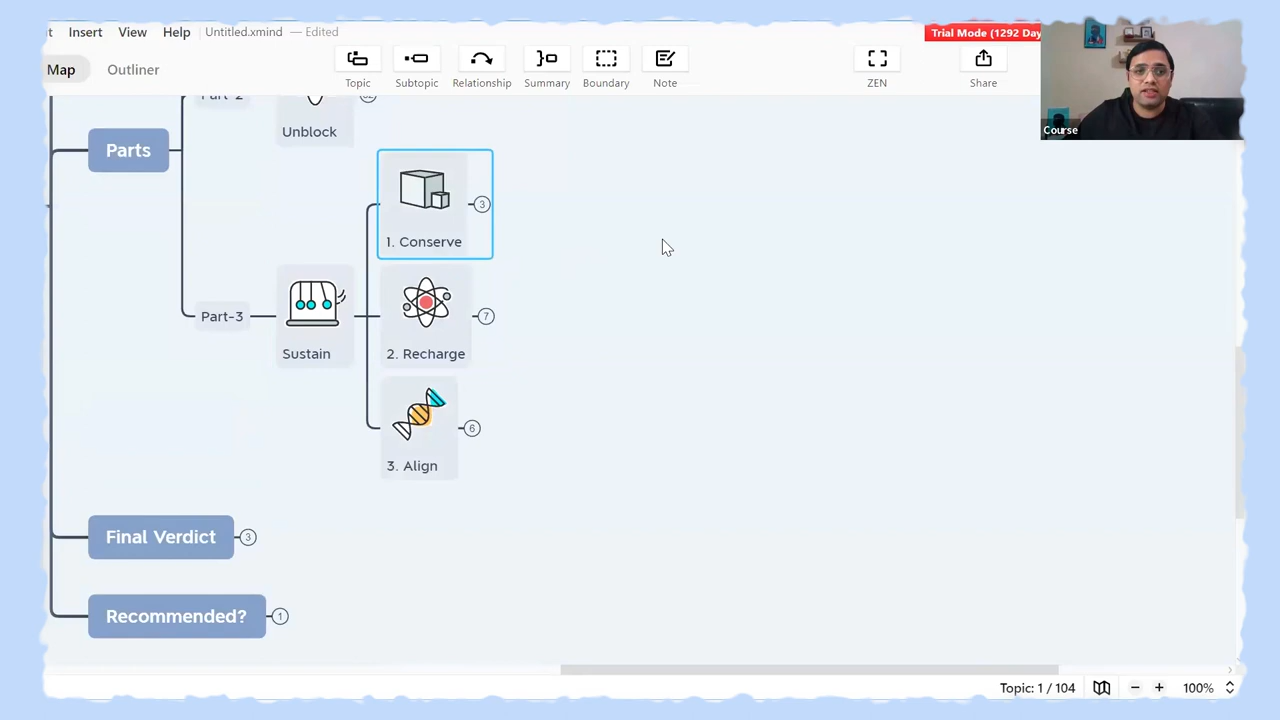 Insert View Help Untitled.xmind — Edited
Trial Mode (1292 Day
Map Outliner
Topic Subtopic Relationship Summary Boundary Note ZEN Share
Course
Unblock
Parts
3
1. Conserve
Part-3
7
Sustain
2. Recharge
6
3. Align
Final Verdict 3
Recommended? 1
Topic: 1 / 104 100%